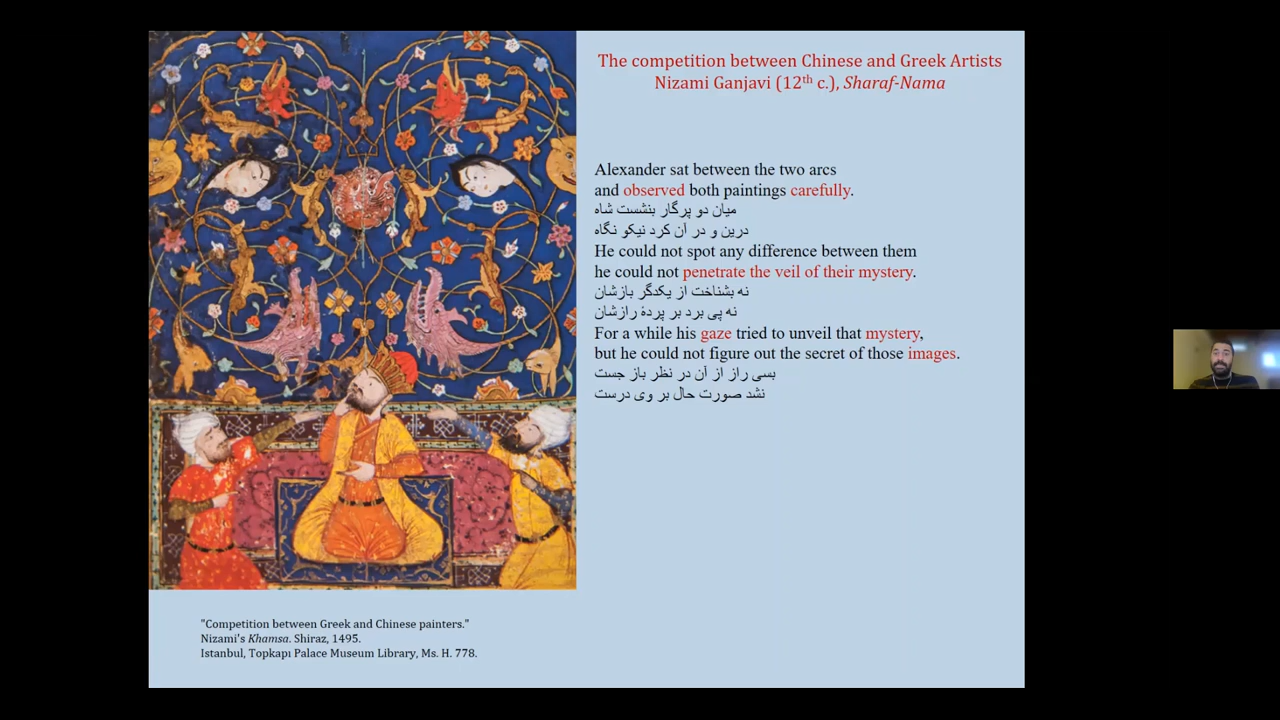 The competition between Chinese and Greek Artists
Nizami Ganjavi (12th c.), Sharaf-Nama
Alexander sat between the two arcs
and observed both paintings carefully.
میان دو پرگار بنشست شاه
درین و در آن کرد نیکو نگاه
He could not spot any difference between them
he could not penetrate the veil of their mystery.
نه بشناخت از یکدگر بازشان
نه پی برد بر پردۀ رازشان
For a while his gaze tried to unveil that mystery,
but he could not figure out the secret of those images.
بسی راز از آن در نظر باز جست
نشد صورت حال بر وی درست
"Competition between Greek and Chinese painters."
Nizami's Khamsa. Shiraz, 1495.
Istanbul, Topkapı Palace Museum Library, Ms. H. 778.